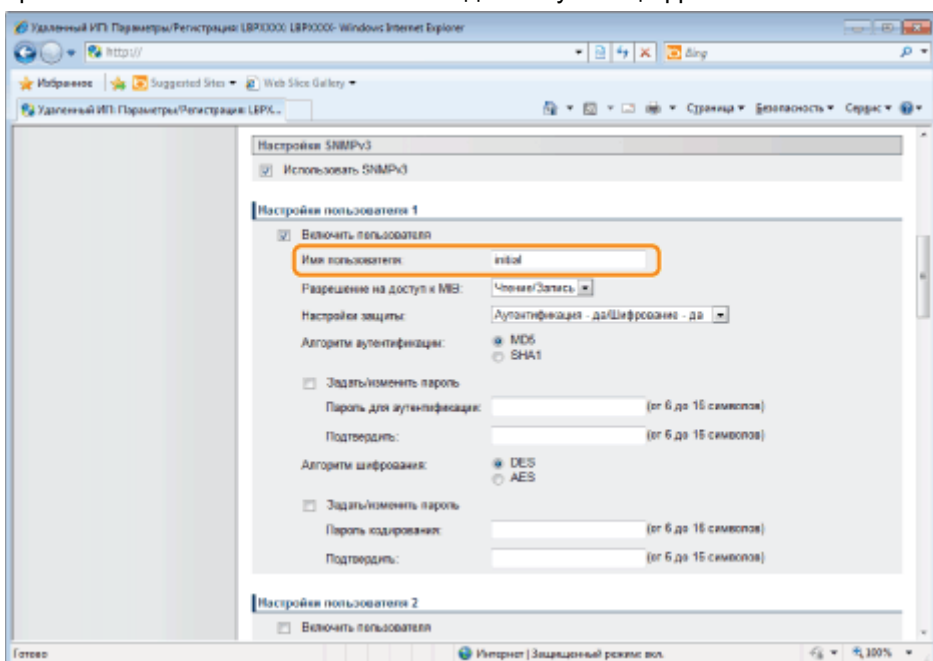 Удаленный ИП: Параметры/Регистрация: LBPXXXX: LBPXXXX- Windows Internet Explorer
http://
Bing
Избранное Suggested Sites Web Slice Gallery
Удаленный ИП: Параметры/Регистрация: LBPX...
Страница Безопасность Сервис
Настройки SNMPv3
Использовать SNMPv3
Настройки пользователя 1
Включить пользователя
Имя пользователя: initial
Разрешение на доступ к MIB: Чтение/Запись
Настройки защиты: Аутентификация - да/Шифрование - да
Алгоритм аутентификации: MD5
SHA1
Задать/изменить пароль
Пароль для аутентификации: (от 6 до 16 символов)
Подтвердить: (от 6 до 16 символов)
Алгоритм шифрования: DES
AES
Задать/изменить пароль
Пароль кодирования: (от 6 до 16 символов)
Подтвердить: (от 6 до 16 символов)
Настройки пользователя 2
Включить пользователя
Готово Интернет | Защищенный режим: вкл. 100%